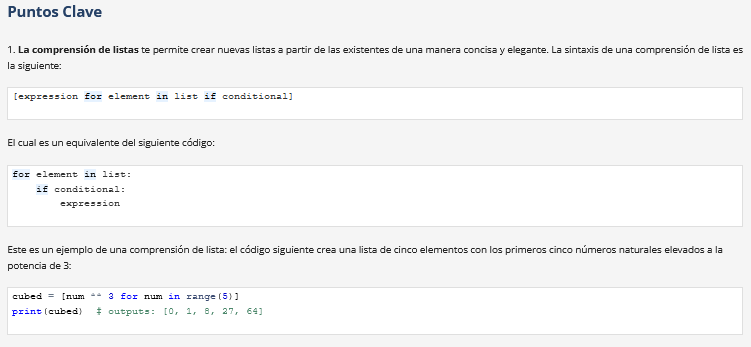 Puntos Clave
1. La comprensión de listas te permite crear nuevas listas a partir de las existentes de una manera concisa y elegante. La sintaxis de una comprensión de lista es
la siguiente:
[expression for element in list if conditional]
El cual es un equivalente del siguiente código:
for element in list:
    if conditional:
        expression
Este es un ejemplo de una comprensión de lista: el código siguiente crea una lista de cinco elementos con los primeros cinco números naturales elevados a la
potencia de 3:
cubed = [num ** 3 for num in range(5)]
print(cubed)  # outputs: [0, 1, 8, 27, 64]